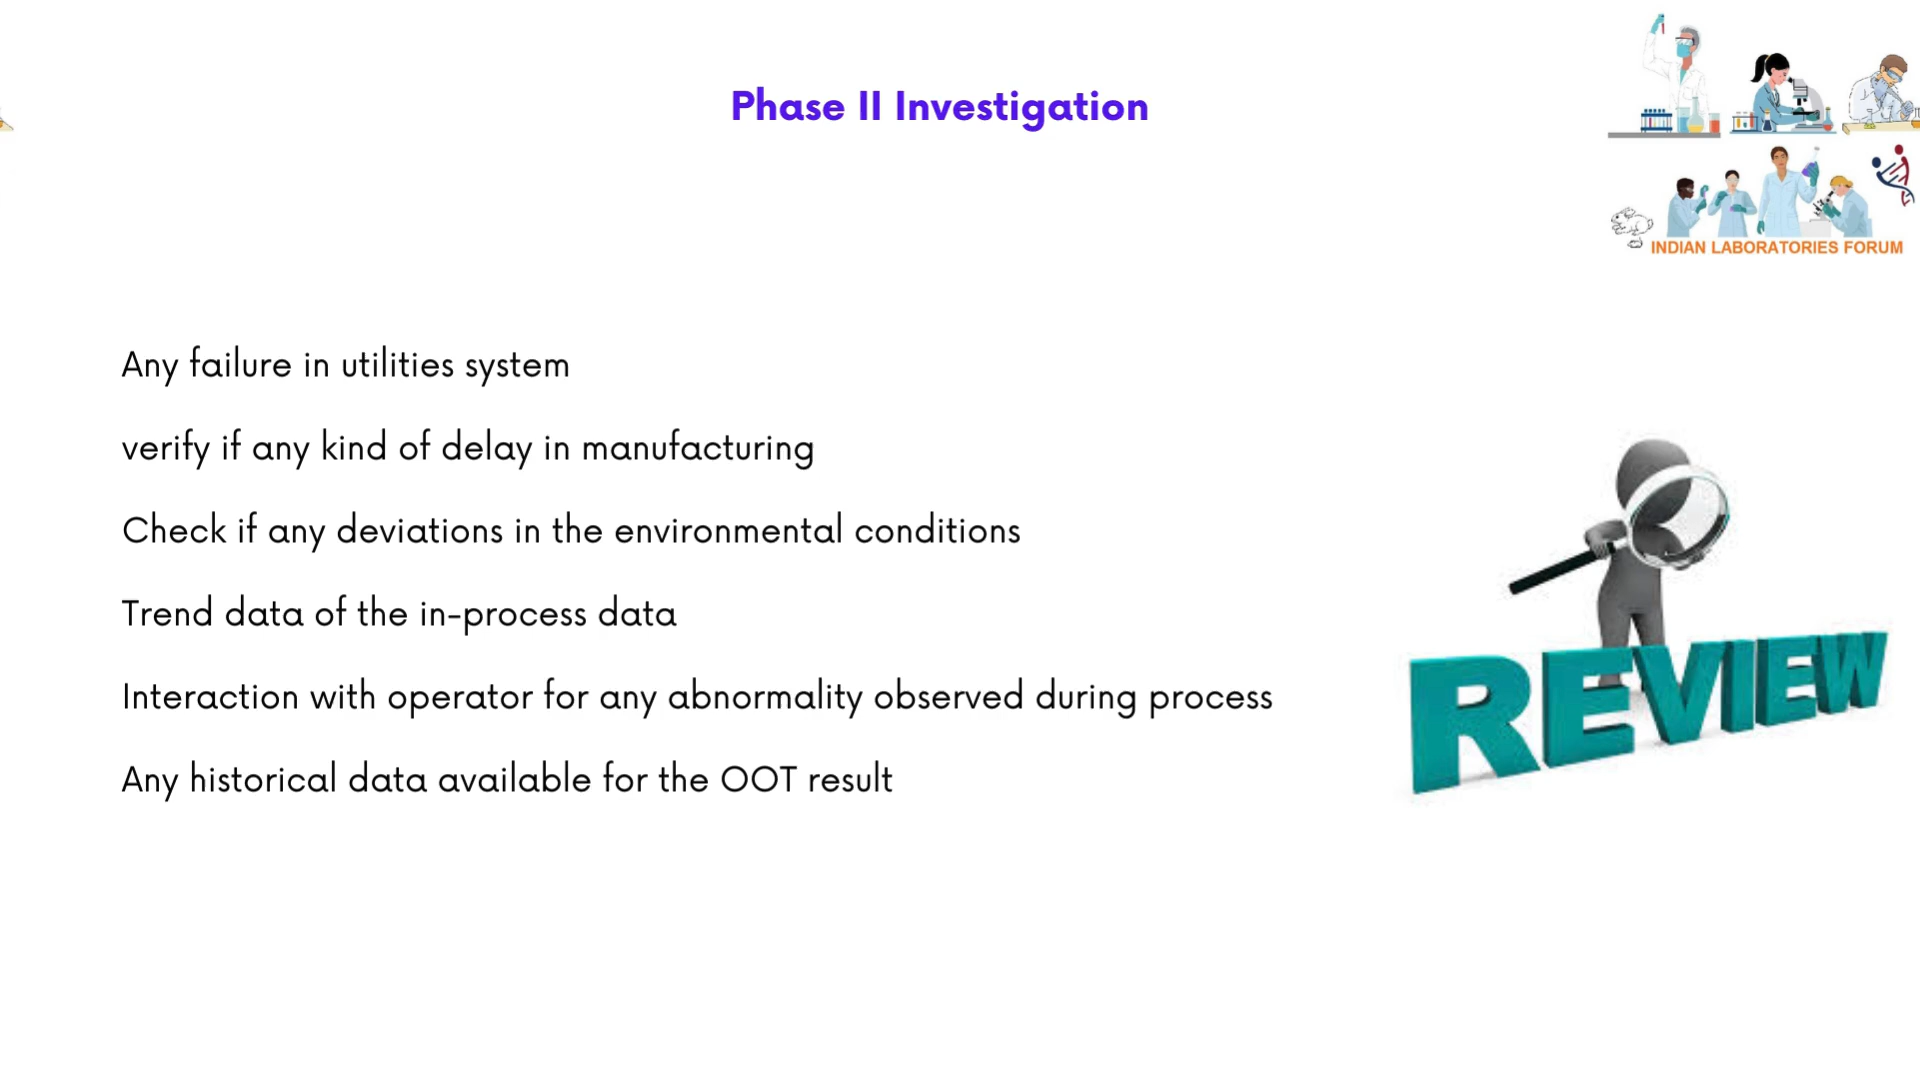 Phase II Investigation
INDIAN LABORATORIES FORUM
Any failure in utilities system
verify if any kind of delay in manufacturing
Check if any deviations in the environmental conditions
Trend data of the in-process data
Interaction with operator for any abnormality observed during process
Any historical data available for the OOT result
REVIEW